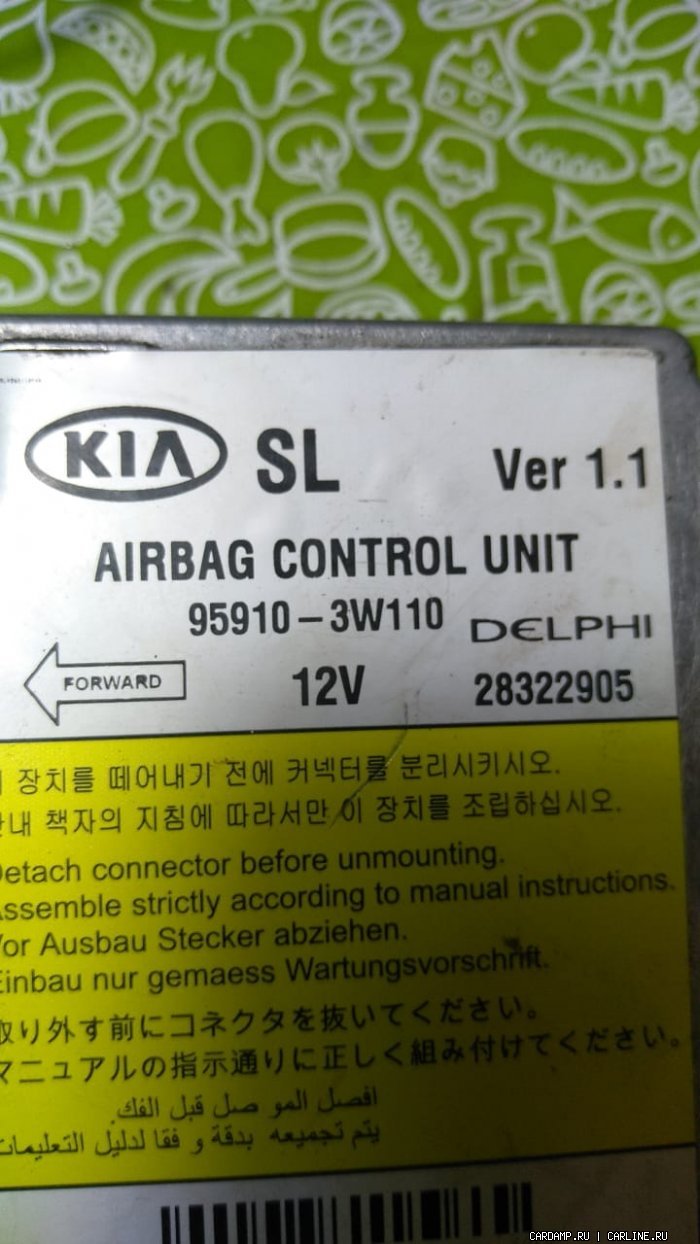 KIA SL Ver 1.1
AIRBAG CONTROL UNIT
95910-3W110 DELPHI
FORWARD 12V 28322905
장치를 떼어내기 전에 커넥터를 분리시키시오.
책자의 지침에 따라서만 이 장치를 조립하십시오.
Detach connector before unmounting.
Assemble strictly according to manual instructions.
Vor Ausbau Stecker abziehen.
Einbau nur gemaess Wartungsvorschrift.
取り外す前にコネクタを抜いてください。
マニュアルの指示通りに正しく組み付けてください。
افصل المو صل قبل الفك.
يتم تجميعه بدقة و فقا لدليل التعليمات
CARDAMP.RU | CARLINE.RU